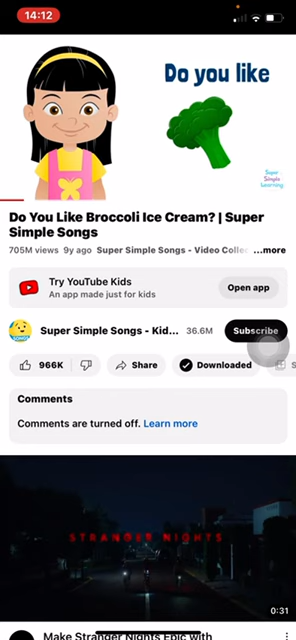 14:12
Do you like
Super
Simple
Learning
Do You Like Broccoli Ice Cream? | Super
Simple Songs
705M views 9y ago Super Simple Songs - Video Collec ...more
Try YouTube Kids
An app made just for kids
Open app
SONGS
Super Simple Songs - Kid... 36.6M Subscribe
966K Share Downloaded S
Comments
Comments are turned off. Learn more
STRANGER NIGHTS
0:31
Make Stranger Nights Epic with